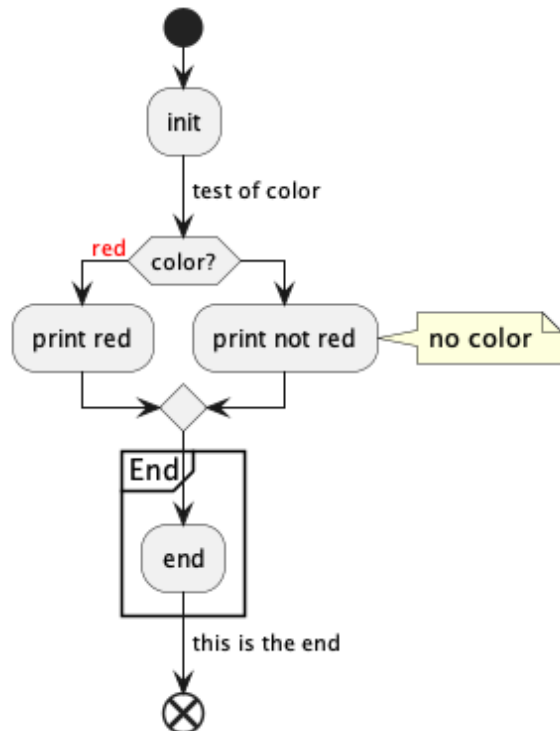 init
test of color
red
color?
print red
print not red
no color
End
end
this is the end